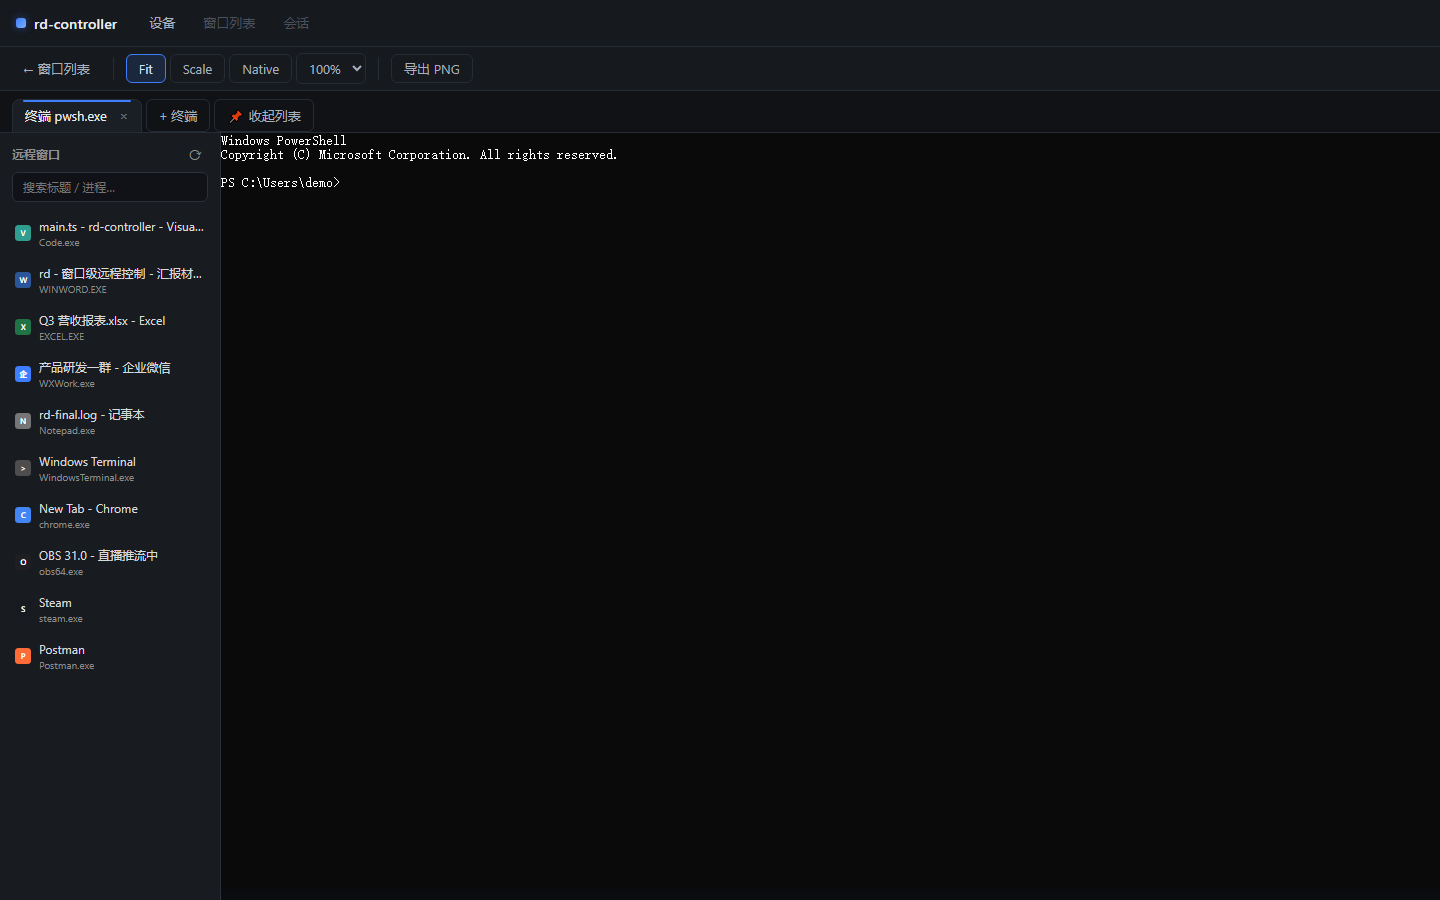 rd-controller 设备 窗口列表 会话
← 窗口列表 Fit Scale Native 100% 导出 PNG
终端 pwsh.exe × + 终端 📌 收起列表
远程窗口
搜索标题 / 进程...
V main.ts - rd-controller - Visua...
Code.exe
W rd - 窗口级远程控制 - 汇报材...
WINWORD.EXE
X Q3 营收报表.xlsx - Excel
EXCEL.EXE
企 产品研发一群 - 企业微信
WXWork.exe
N rd-final.log - 记事本
Notepad.exe
> Windows Terminal
WindowsTerminal.exe
C New Tab - Chrome
chrome.exe
O OBS 31.0 - 直播推流中
obs64.exe
S Steam
steam.exe
P Postman
Postman.exe
Windows PowerShell
Copyright (C) Microsoft Corporation. All rights reserved.
PS C:\Users\demo>